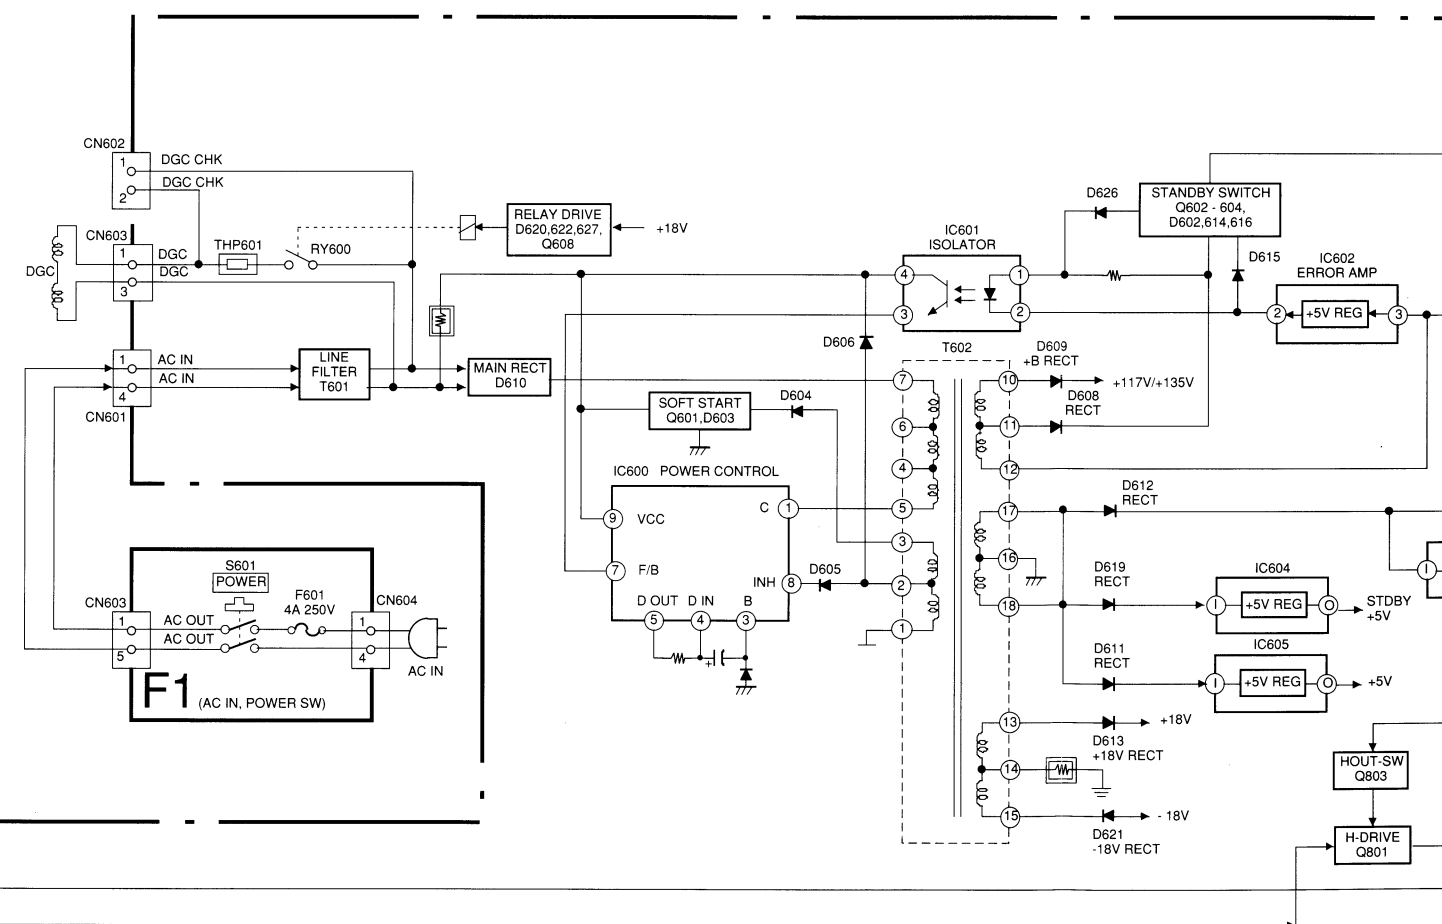 CN602
1
DGC CHK
DGC CHK
2
CN603
1
DGC
DGC
3
DGC
THP601
RY600
RELAY DRIVE
D620,622,627,
Q608
+18V
IC601
ISOLATOR
4
1
3
2
D626
STANDBY SWITCH
Q602 - 604,
D602,614,616
D615
IC602
ERROR AMP
2
+5V REG
3
1
AC IN
AC IN
4
CN601
LINE
FILTER
T601
MAIN RECT
D610
D606
SOFT START
Q601,D603
D604
IC600 POWER CONTROL
C
1
9
VCC
7
F/B
INH
8
D605
D OUT
D IN
B
5
4
3
+
T602
7
6
4
5
3
2
1
10
11
12
17
16
18
13
14
15
D609
+B RECT
+117V/+135V
D608
RECT
D612
RECT
D619
RECT
IC604
I
+5V REG
O
STDBY
+5V
D611
RECT
IC605
I
+5V REG
O
+5V
I
+18V
D613
+18V RECT
- 18V
D621
-18V RECT
HOUT-SW
Q803
H-DRIVE
Q801
S601
POWER
F601
4A 250V
CN603
1
AC OUT
AC OUT
5
CN604
1
4
AC IN
F1 (AC IN, POWER SW)